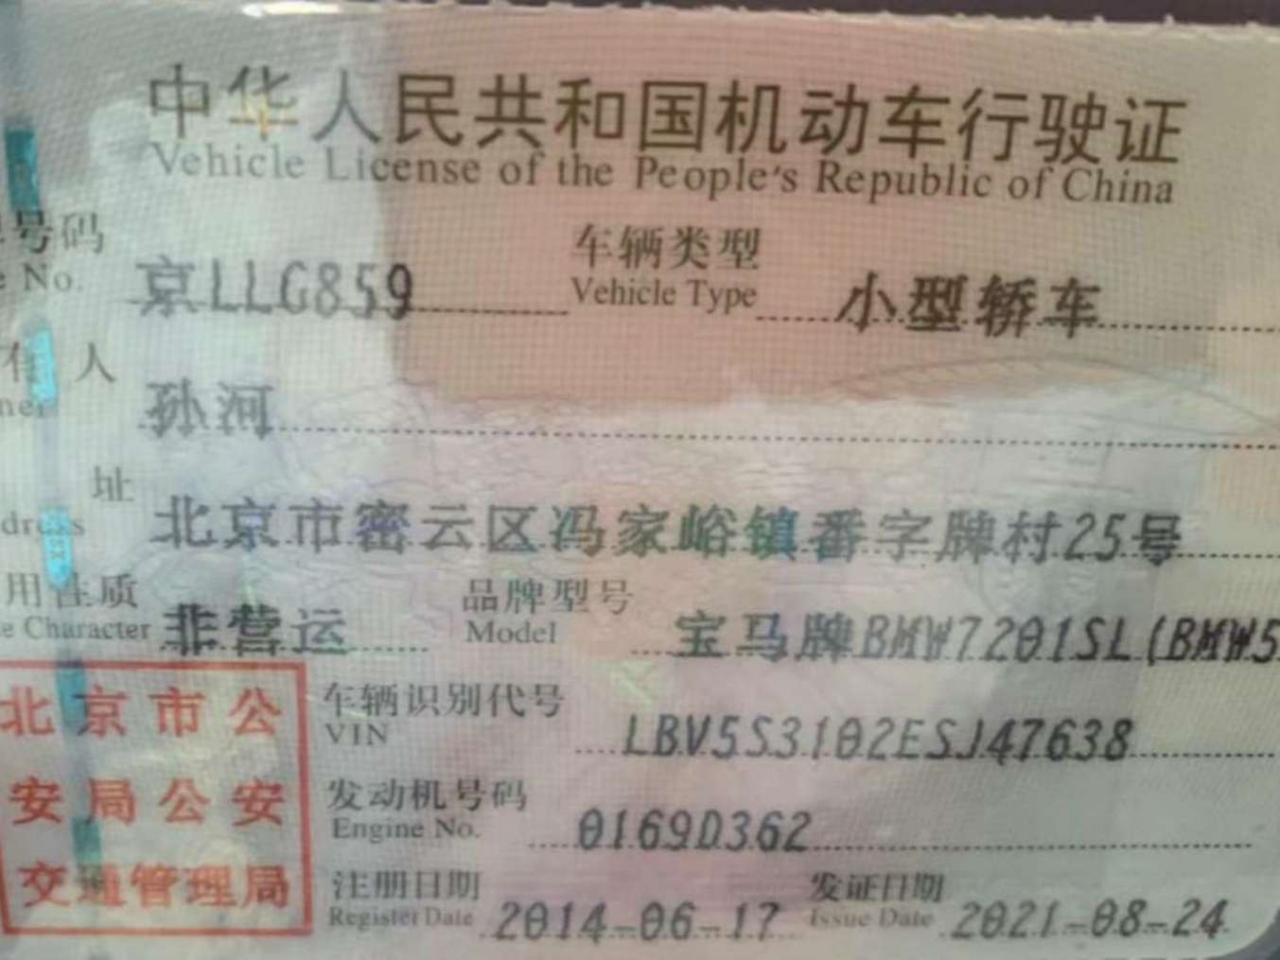 中华人民共和国机动车行驶证
Vehicle License of the People's Republic of China
号码 京LLG859 车辆类型 小型轿车
No. Vehicle Type
人 孙河
址 北京市密云区冯家峪镇番字牌村25号
用性质 非营运 品牌型号 宝马牌BMW7201SL(BMW5
Character Model
北京市公
安局公安
交通管理局
车辆识别代号 LBV5S3102ESJ47638
VIN
发动机号码 0169D362
Engine No.
注册日期 2014-06-17 发证日期 2021-08-24
Register Date Issue Date